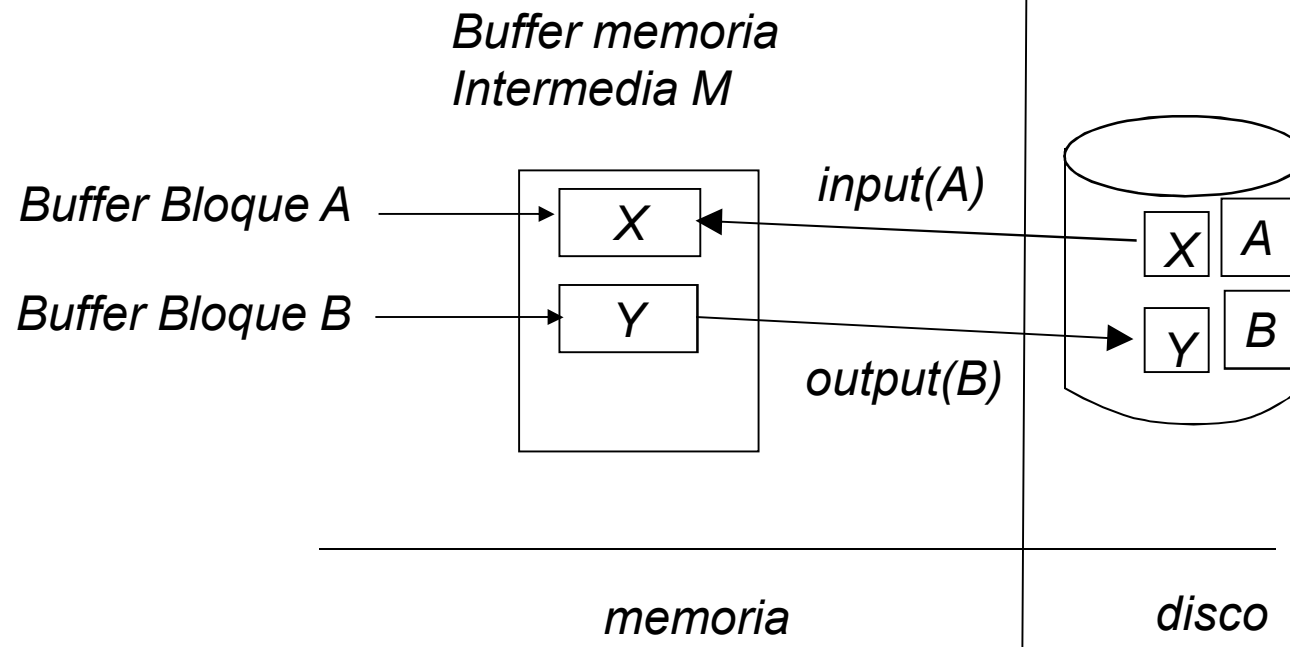 Buffer memoria
Intermedia M
Buffer Bloque A
X
input(A)
X
A
Buffer Bloque B
Y
output(B)
Y
B
memoria
disco